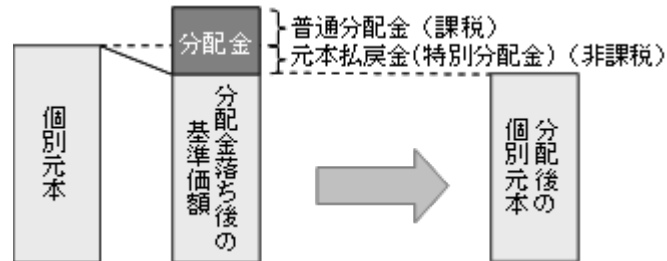 分配金
普通分配金（課税）
元本払戻金(特別分配金)（非課税）
個別元本
分配金落ち後の
基準価額
分配後の
個別元本